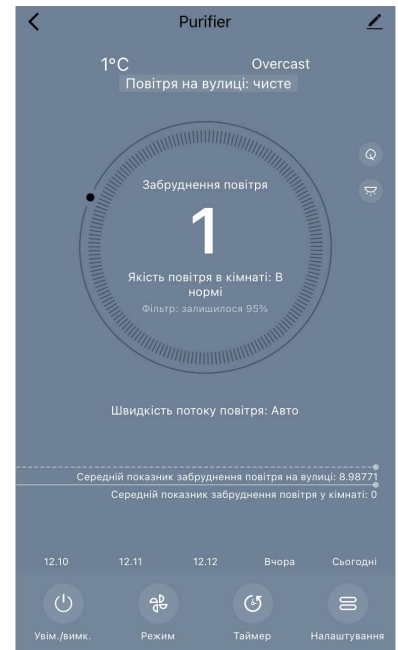 Purifier
1°C Overcast
Повітря на вулиці: чисте
Забруднення повітря
1
Якість повітря в кімнаті: В
нормі
Фільтр: залишилося 95%
Швидкість потоку повітря: Авто
Середній показник забруднення повітря на вулиці: 8.98771
Середній показник забруднення повітря у кімнаті: 0
12.10 12.11 12.12 Вчора Сьогодні
Увім./вимк. Режим Таймер Налаштування